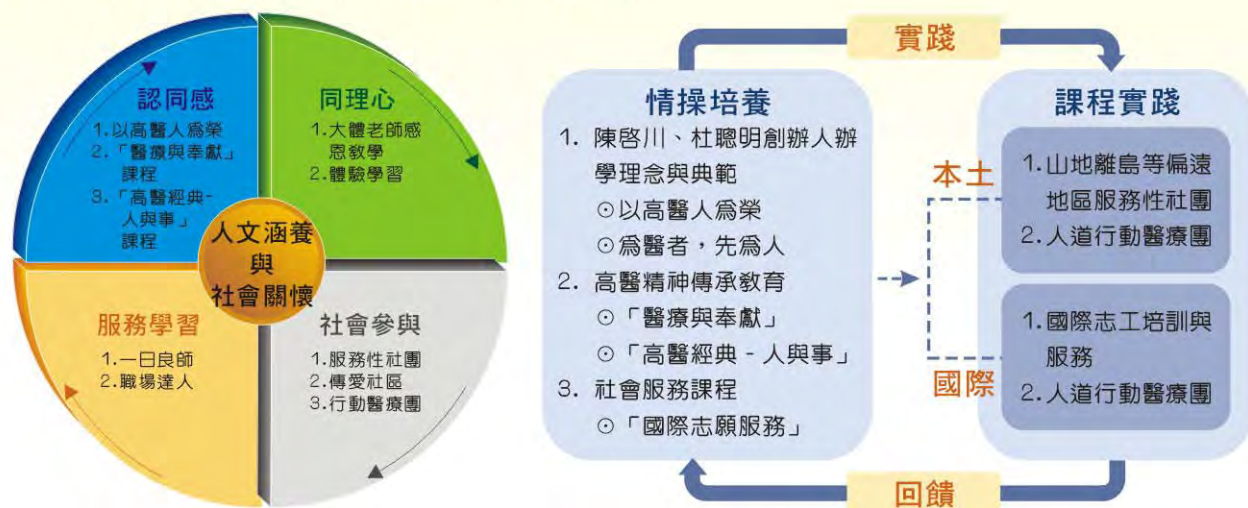 認同感
1.以高醫人為榮
2.「醫療與奉獻」
課程
3.「高醫經典-
人與事」
課程
同理心
1.大體老師感
恩教學
2.體驗學習
人文涵養
與
社會關懷
服務學習
1.一日良師
2.職場達人
社會參與
1.服務性社團
2.傳愛社區
3.行動醫療團
實踐
情操培養
1. 陳啓川、杜聰明創辦人辦
學理念與典範
⊙以高醫人為榮
⊙為醫者，先為人
2. 高醫精神傳承教育
⊙「醫療與奉獻」
⊙「高醫經典 - 人與事」
3. 社會服務課程
⊙「國際志願服務」
本土
國際
課程實踐
1.山地離島等偏遠
地區服務性社團
2.人道行動醫療團
1.國際志工培訓與
服務
2.人道行動醫療團
回饋